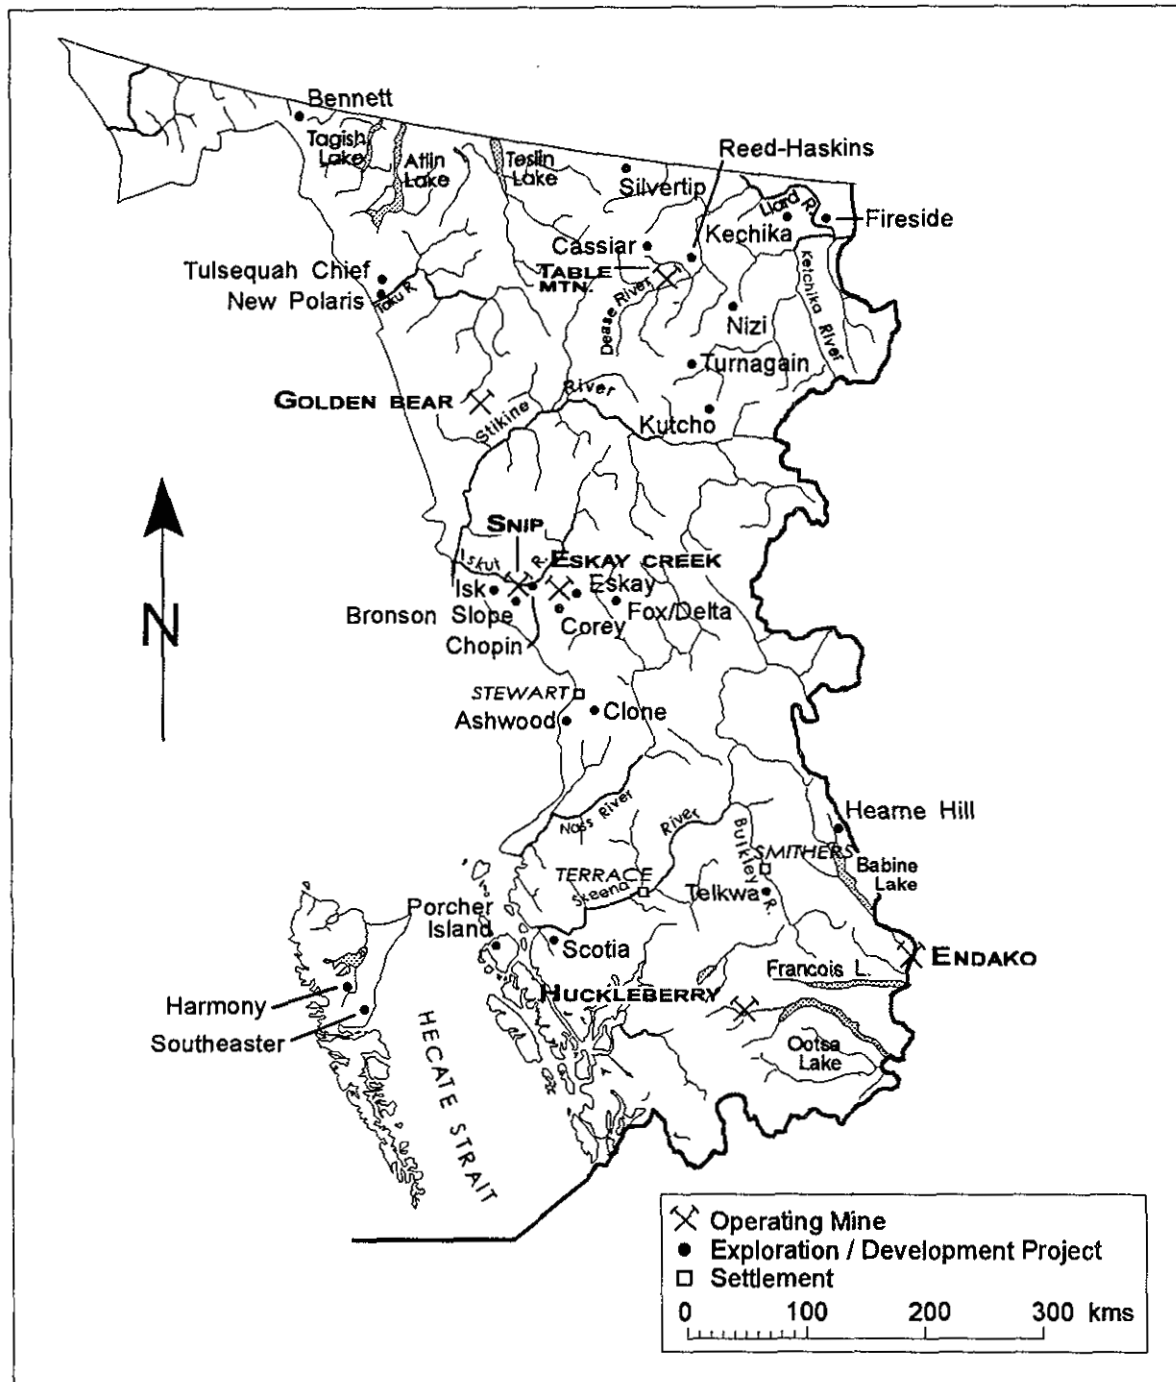 Bennett
Tagish
Lake
Atlin
Lake
Teslin
Lake
Reed-Haskins
Silvertip
Liard R.
Kechika
Fireside
Cassiar
TABLE
MTN.
Tulsequah Chief
New Polaris
Taku R.
Dease River
Ketchika River
Nizi
Turnagain
GOLDEN BEAR
Stikine River
Kutcho
N
SNIP
Iskut R.
ESKAY CREEK
Isk
Eskay
Bronson Slope
Fox/Delta
Corey
Chopin
STEWART
Ashwood
Clone
Nass River
Hearne Hill
Bulkley R.
SMITHERS
Babine
Lake
TERRACE
Skeena River
Telkwa
Porcher
Island
Scotia
ENDAKO
Francois L.
HUCKLEBERRY
Harmony
Southeaster
Ootsa
Lake
HECATE STRAIT
Operating Mine
Exploration / Development Project
Settlement
0 100 200 300 kms